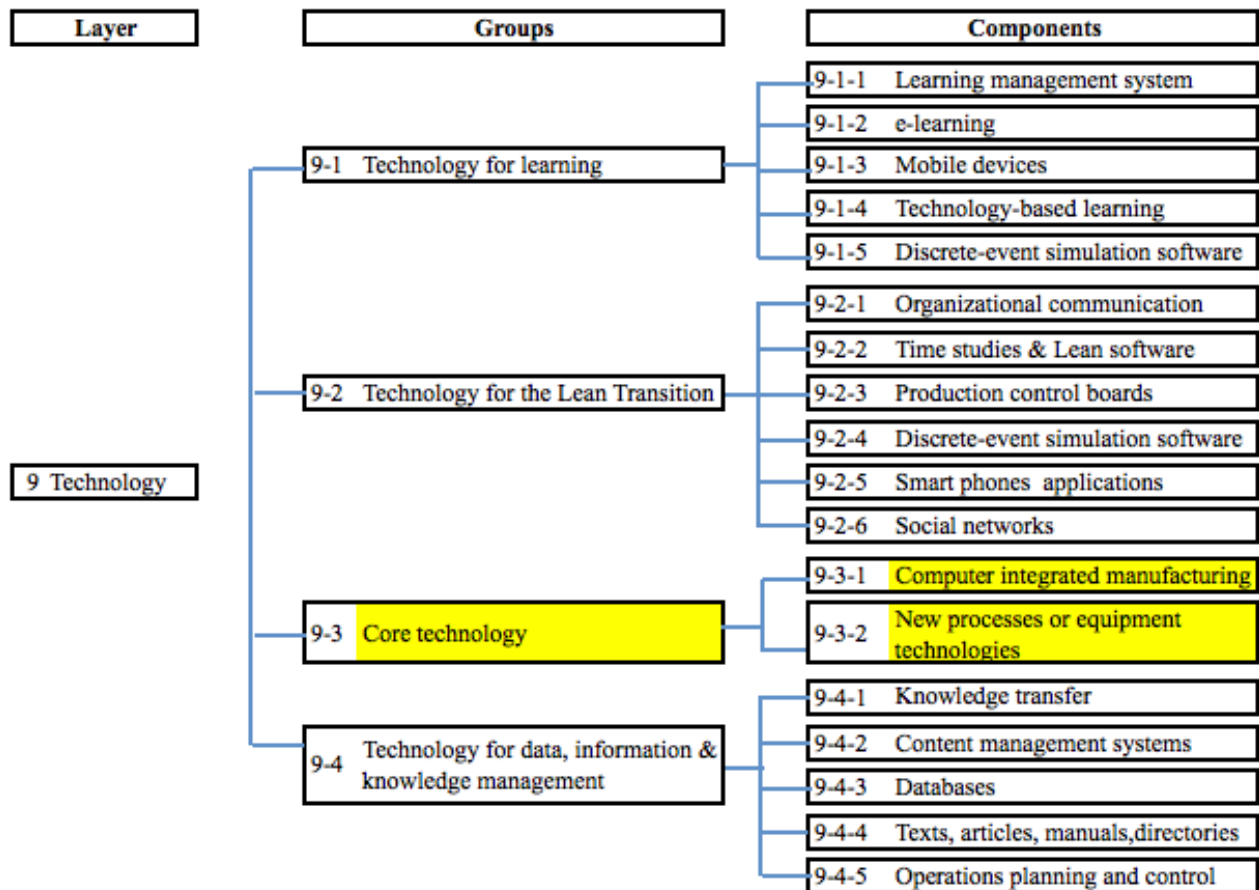 Layer
Groups
Components
9 Technology
9-1 Technology for learning
9-1-1 Learning management system
9-1-2 e-learning
9-1-3 Mobile devices
9-1-4 Technology-based learning
9-1-5 Discrete-event simulation software
9-2 Technology for the Lean Transition
9-2-1 Organizational communication
9-2-2 Time studies & Lean software
9-2-3 Production control boards
9-2-4 Discrete-event simulation software
9-2-5 Smart phones applications
9-2-6 Social networks
9-3 Core technology
9-3-1 Computer integrated manufacturing
9-3-2 New processes or equipment
technologies
9-4 Technology for data, information &
knowledge management
9-4-1 Knowledge transfer
9-4-2 Content management systems
9-4-3 Databases
9-4-4 Texts, articles, manuals,directories
9-4-5 Operations planning and control